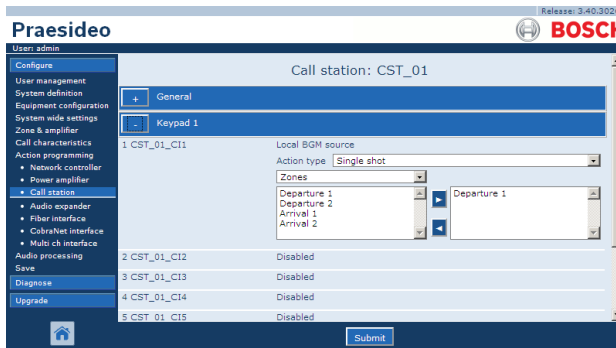 Release: 3.40.302
Praesideo
BOSCH
User: admin
Configure
User management
System definition
Equipment configuration
System wide settings
Zone & amplifier
Call characteristics
Action programming
• Network controller
• Power amplifier
• Call station
• Audio expander
• Fiber interface
• CobraNet interface
• Multi ch interface
Audio processing
Save
Diagnose
Upgrade
Call station: CST_01
+ General
- Keypad 1
1 CST_01_CI1 Local BGM source
Action type Single shot
Zones
Departure 1
Departure 2
Arrival 1
Arrival 2
Departure 1
2 CST_01_CI2 Disabled
3 CST_01_CI3 Disabled
4 CST_01_CI4 Disabled
5 CST_01_CI5 Disabled
Submit